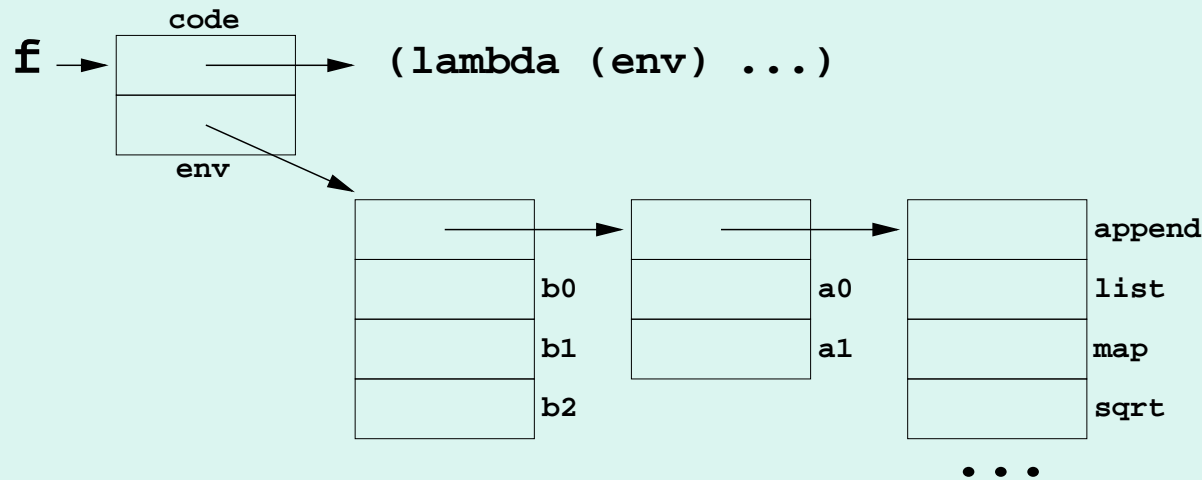 code
f (lambda (env) ...)
env
append
b0 a0 list
b1 a1 map
b2 sqrt
...